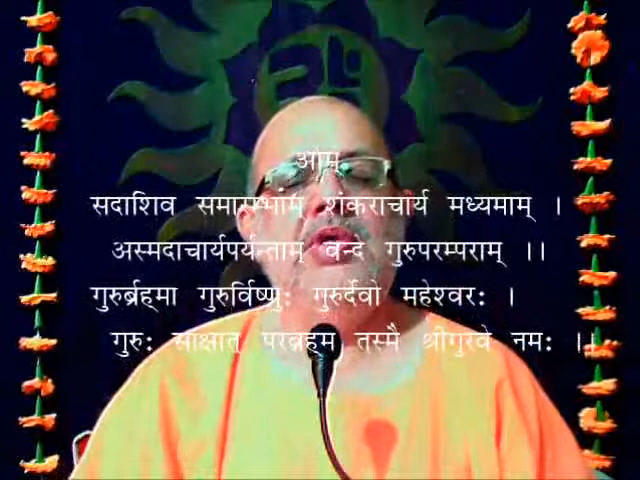 ओम्
सदाशिव समारम्भांम् शंकराचार्य मध्यमाम् ।
अस्मदाचार्यपर्यन्ताम् वन्दे गुरुपरम्पराम् ।।
गुरुर्ब्रह्मा गुरुर्विष्णु: गुरुर्देवो महेश्वर: ।
गुरु: साक्षात् परब्रह्म तस्मै श्रीगुरवे नम: ।।